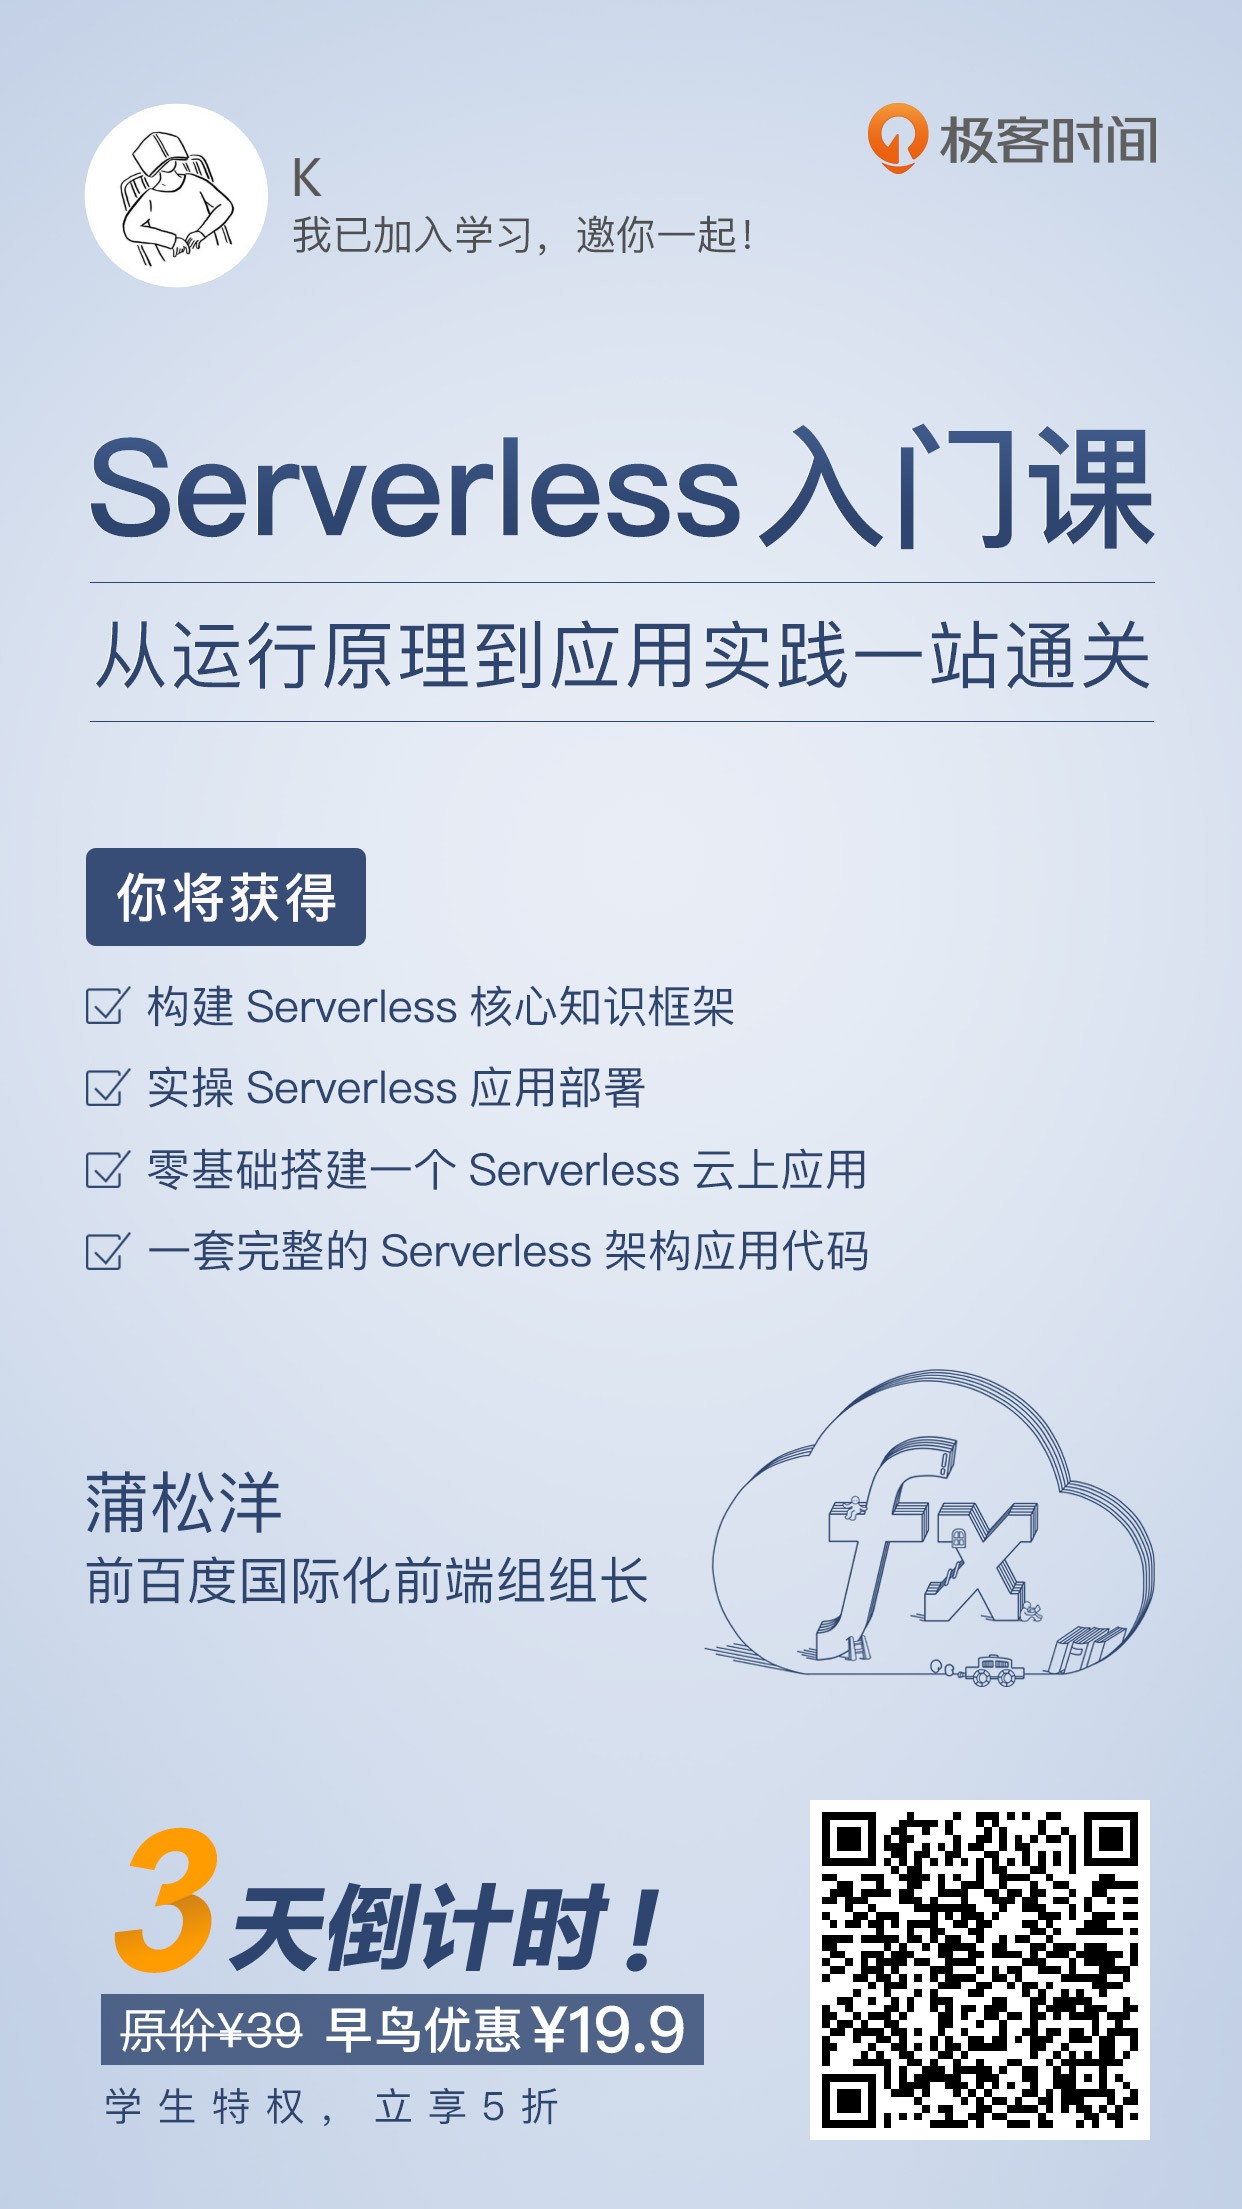 极客时间
K
我已加入学习，邀你一起！
Serverless入门课
从运行原理到应用实践一站通关
你将获得
构建 Serverless 核心知识框架
实操 Serverless 应用部署
零基础搭建一个 Serverless 云上应用
一套完整的 Serverless 架构应用代码
蒲松洋
前百度国际化前端组组长
fx
3天倒计时！
原价¥39 早鸟优惠¥19.9
学生特权，立享5折